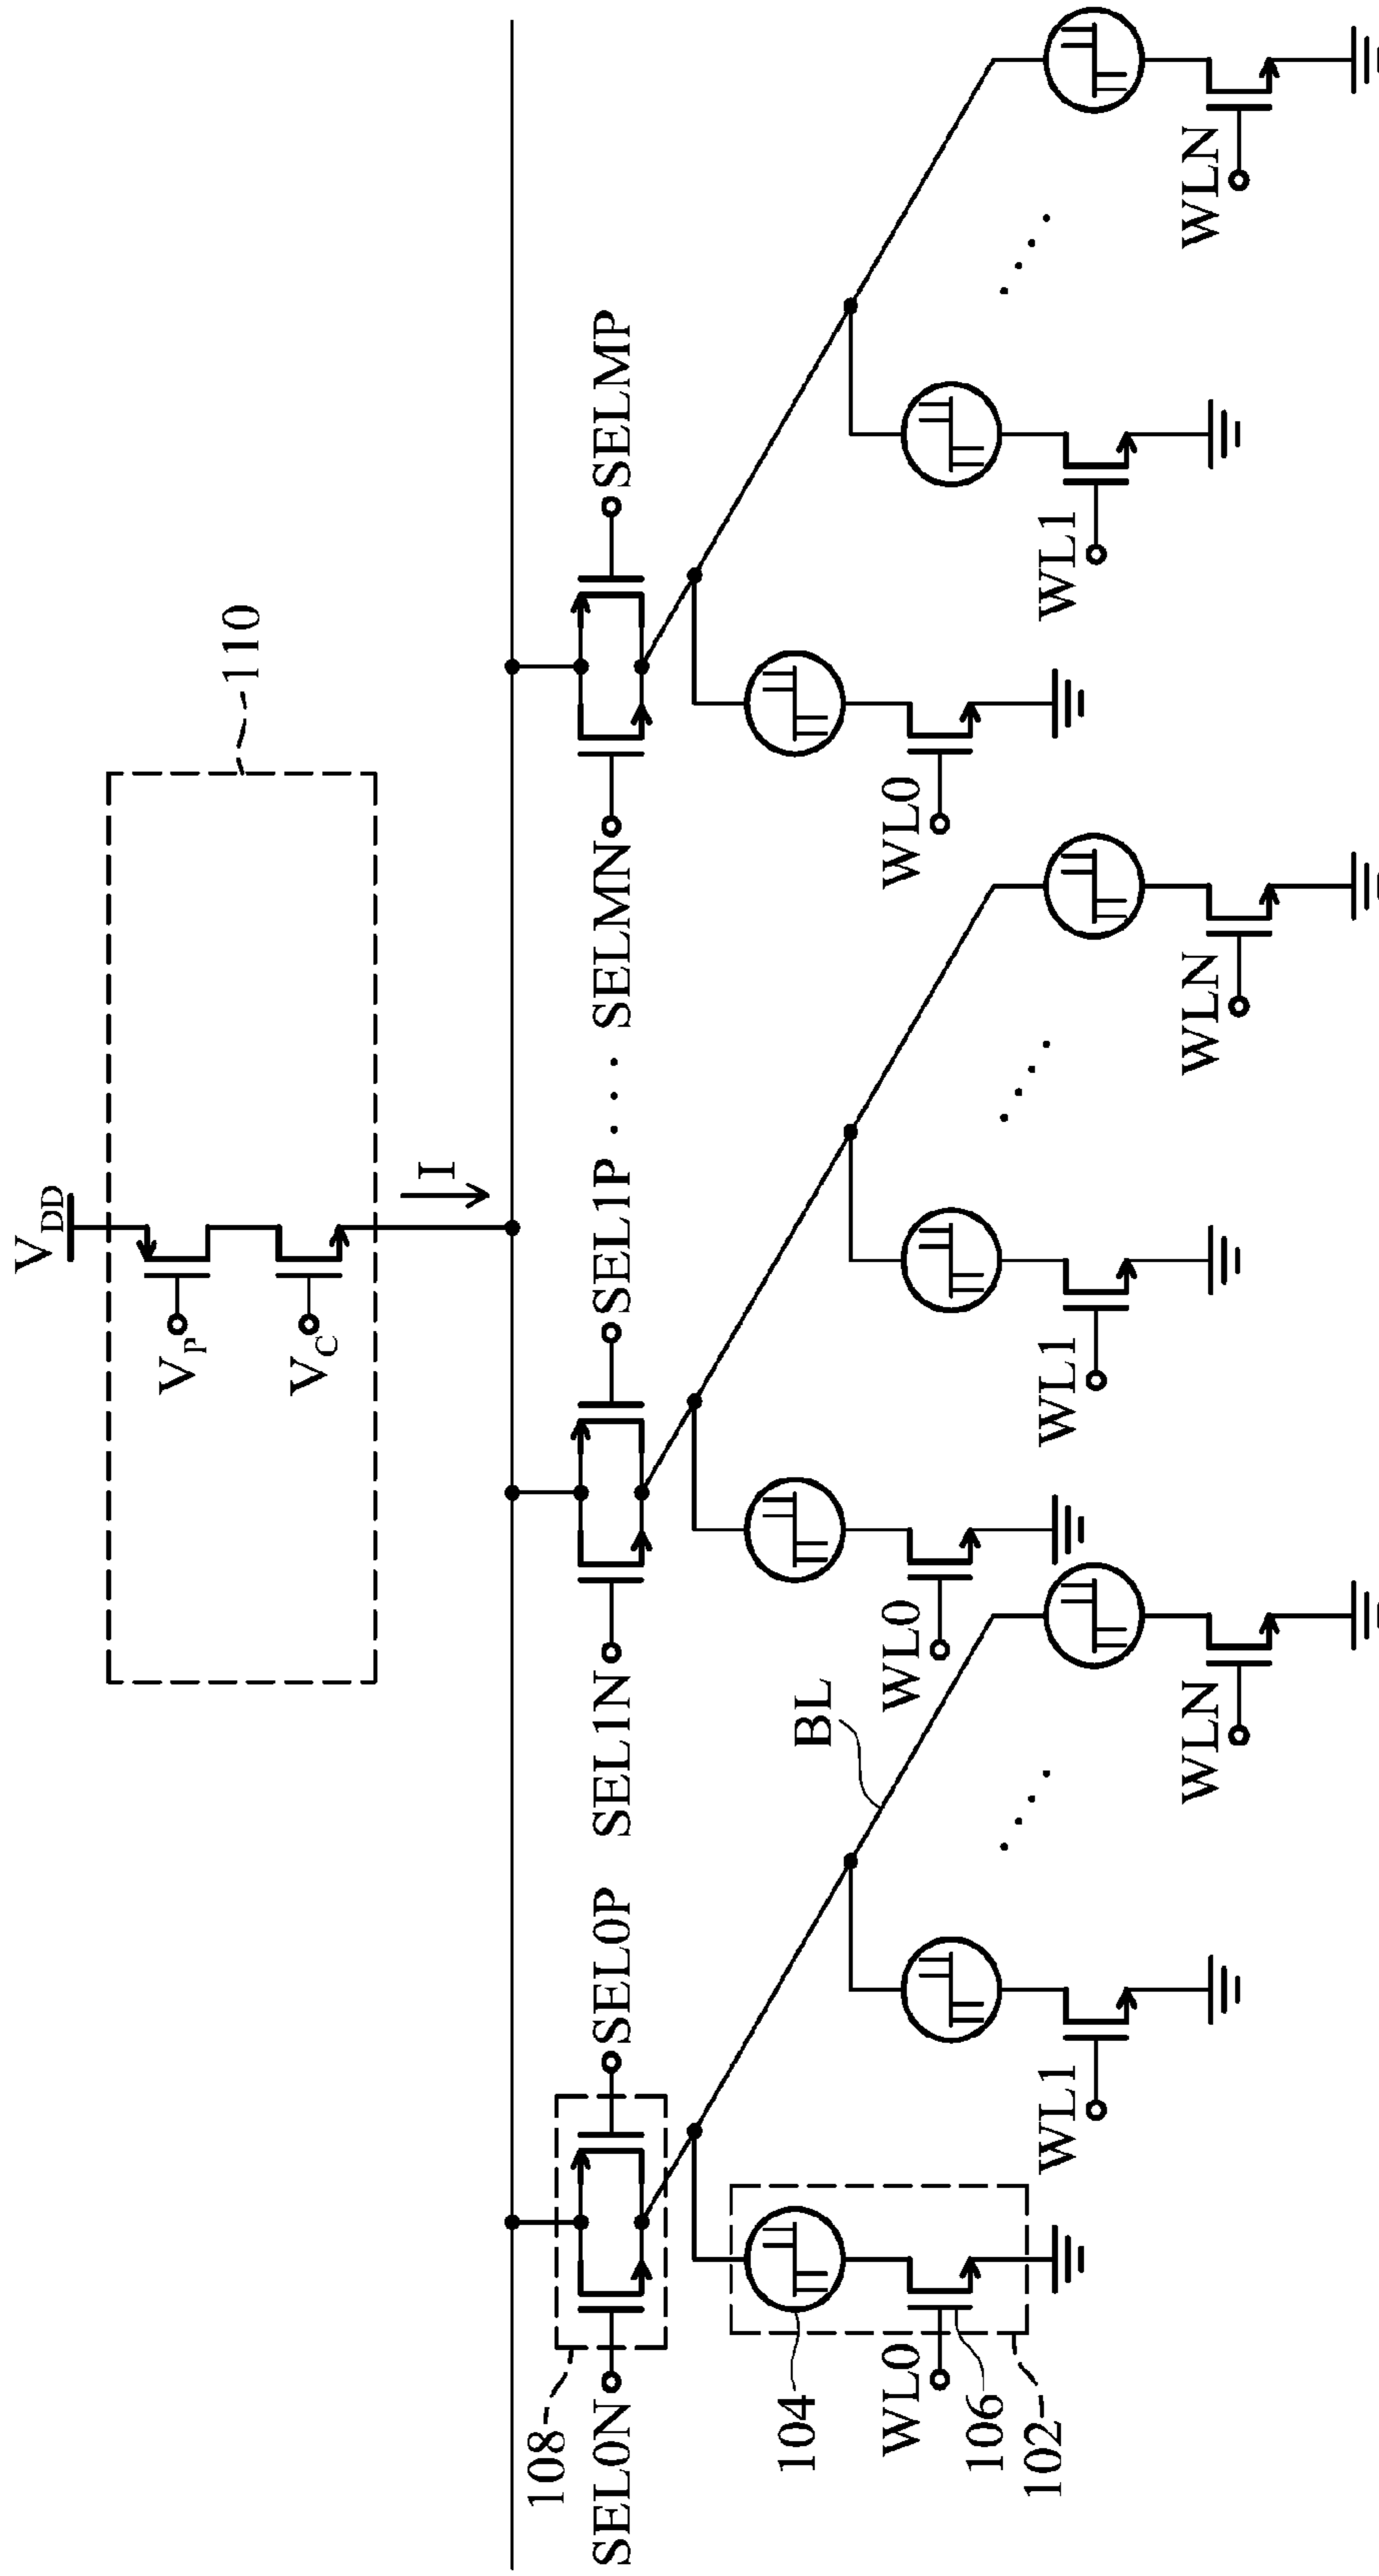 V_DD
V_P
V_C
110
I
108
SEL0N SEL0P SEL1N SEL1P . . . SELMN SELMP
104
BL
WL0 WL0 WL0
106
102
WL1 WL1 WL1
WLN WLN WLN